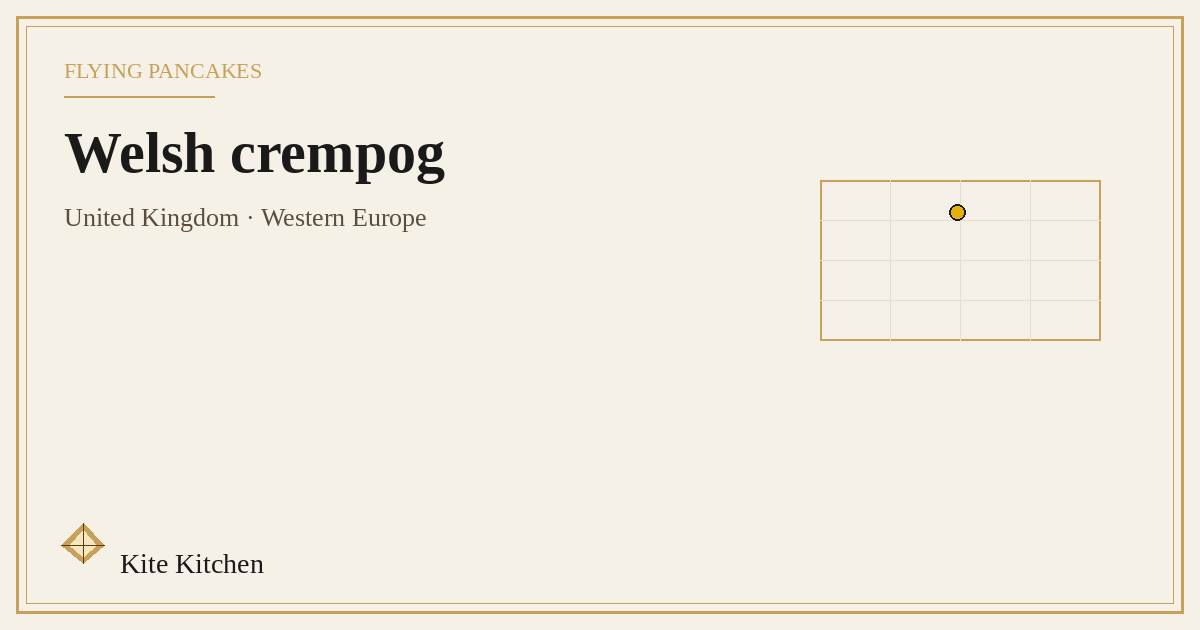 FLYING PANCAKES
Welsh crempog
United Kingdom · Western Europe
Kite Kitchen